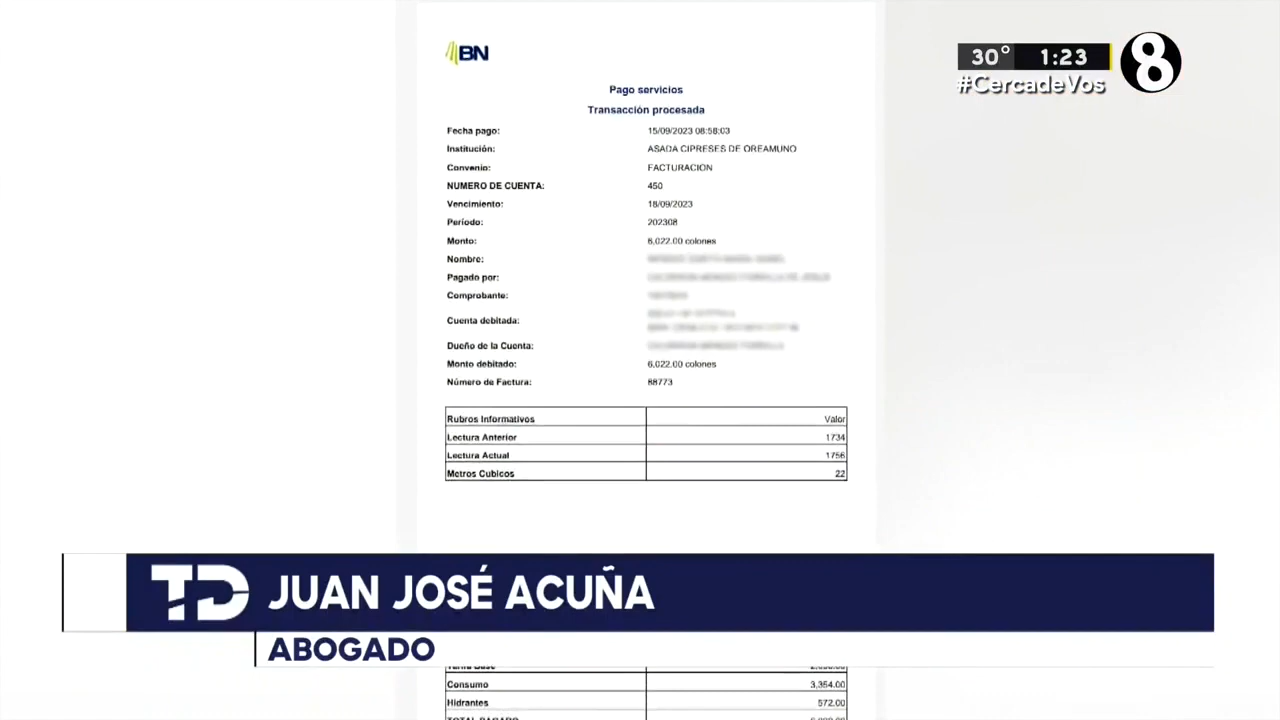 BN
30° 1:23
8
#CercadeVos
Pago servicios
Transacción procesada
Fecha pago: 15/09/2023 08:58:03
Institución: ASADA CIPRESES DE OREAMUNO
Convenio: FACTURACION
NUMERO DE CUENTA: 450
Vencimiento: 18/09/2023
Período: 202308
Monto: 6,022.00 colones
Nombre:
Pagado por:
Comprobante:
Cuenta debitada:
Dueño de la Cuenta:
Monto debitado: 6,022.00 colones
Número de Factura: 88773
Rubros Informativos Valor
Lectura Anterior 1734
Lectura Actual 1756
Metros Cubicos 22
TD JUAN JOSÉ ACUÑA
ABOGADO
Consumo 3,354.00
Hidrantes 572.00